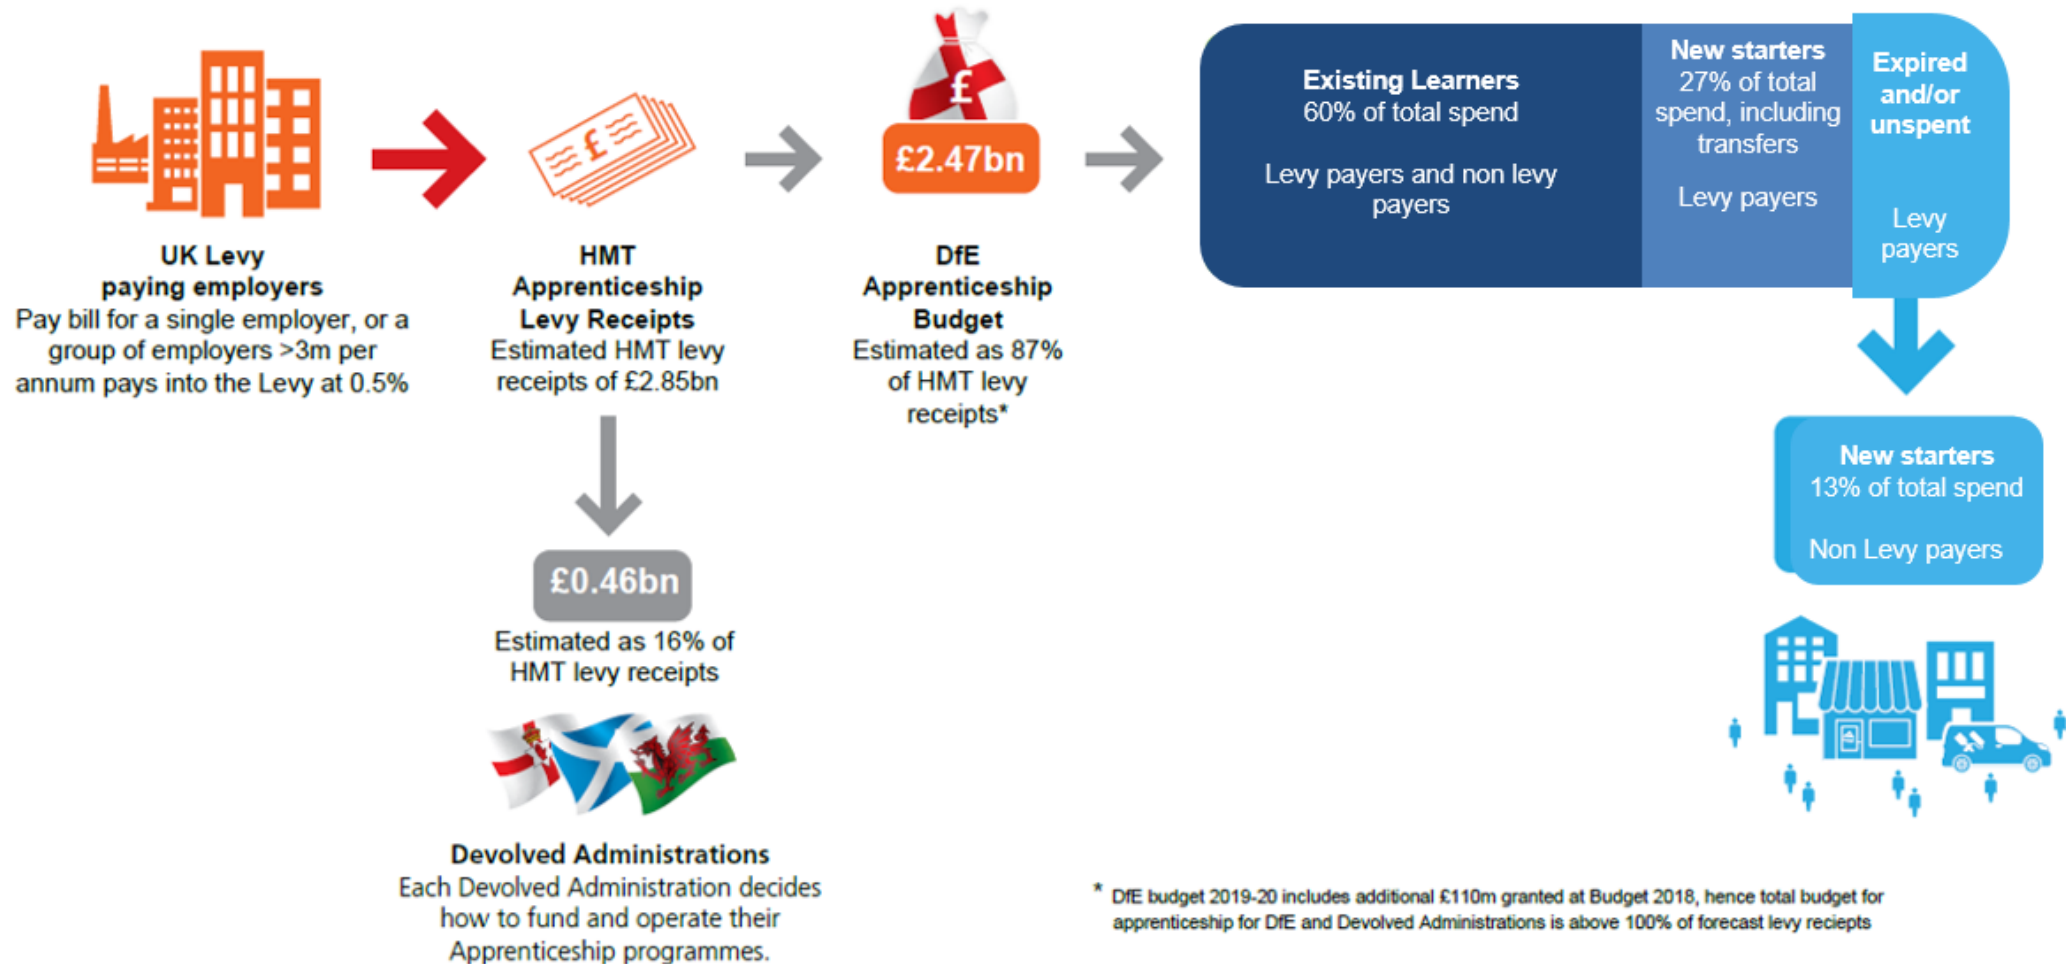 UK Levy
paying employers
Pay bill for a single employer, or a
group of employers >3m per
annum pays into the Levy at 0.5%
£
HMT
Apprenticeship
Levy Receipts
Estimated HMT levy
receipts of £2.85bn
£0.46bn
Estimated as 16% of
HMT levy receipts
Devolved Administrations
Each Devolved Administration decides
how to fund and operate their
Apprenticeship programmes.
£
£2.47bn
DfE
Apprenticeship
Budget
Estimated as 87%
of HMT levy
receipts*
Existing Learners
60% of total spend
Levy payers and non levy
payers
New starters
27% of total
spend, including
transfers
Levy payers
Expired
and/or
unspent
Levy
payers
New starters
13% of total spend
Non Levy payers
* DfE budget 2019-20 includes additional £110m granted at Budget 2018, hence total budget for
apprenticeship for DfE and Devolved Administrations is above 100% of forecast levy reciepts